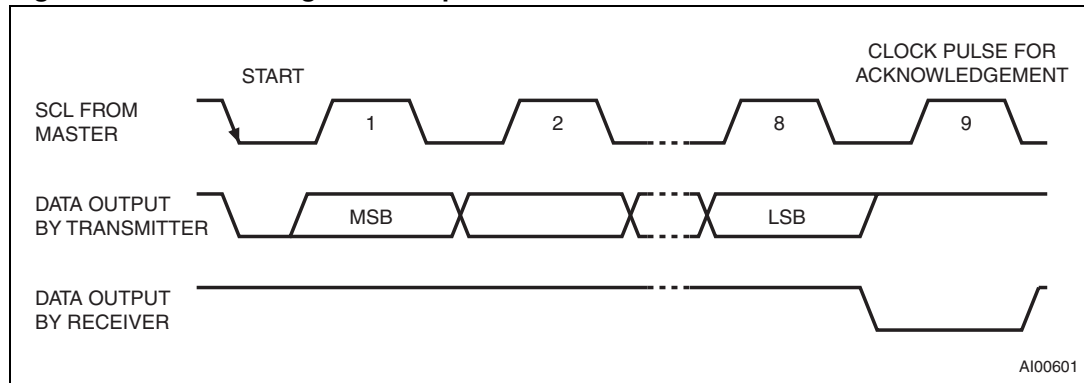 START
CLOCK PULSE FOR
ACKNOWLEDGEMENT
SCL FROM
MASTER
1
2
8
9
DATA OUTPUT
BY TRANSMITTER
MSB
LSB
DATA OUTPUT
BY RECEIVER
AI00601